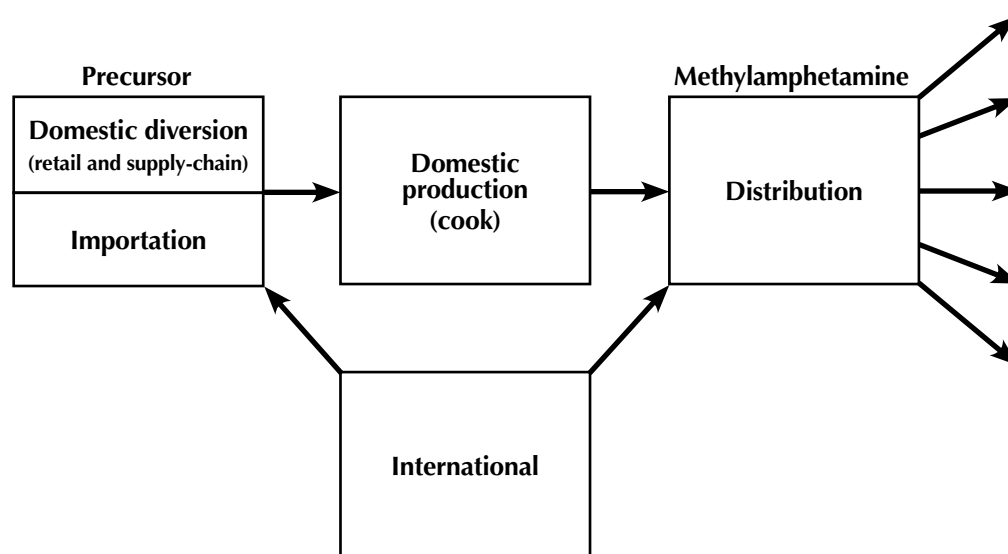 Precursor
Domestic diversion
(retail and supply-chain)
Importation
Domestic
production
(cook)
Methylamphetamine
Distribution
International